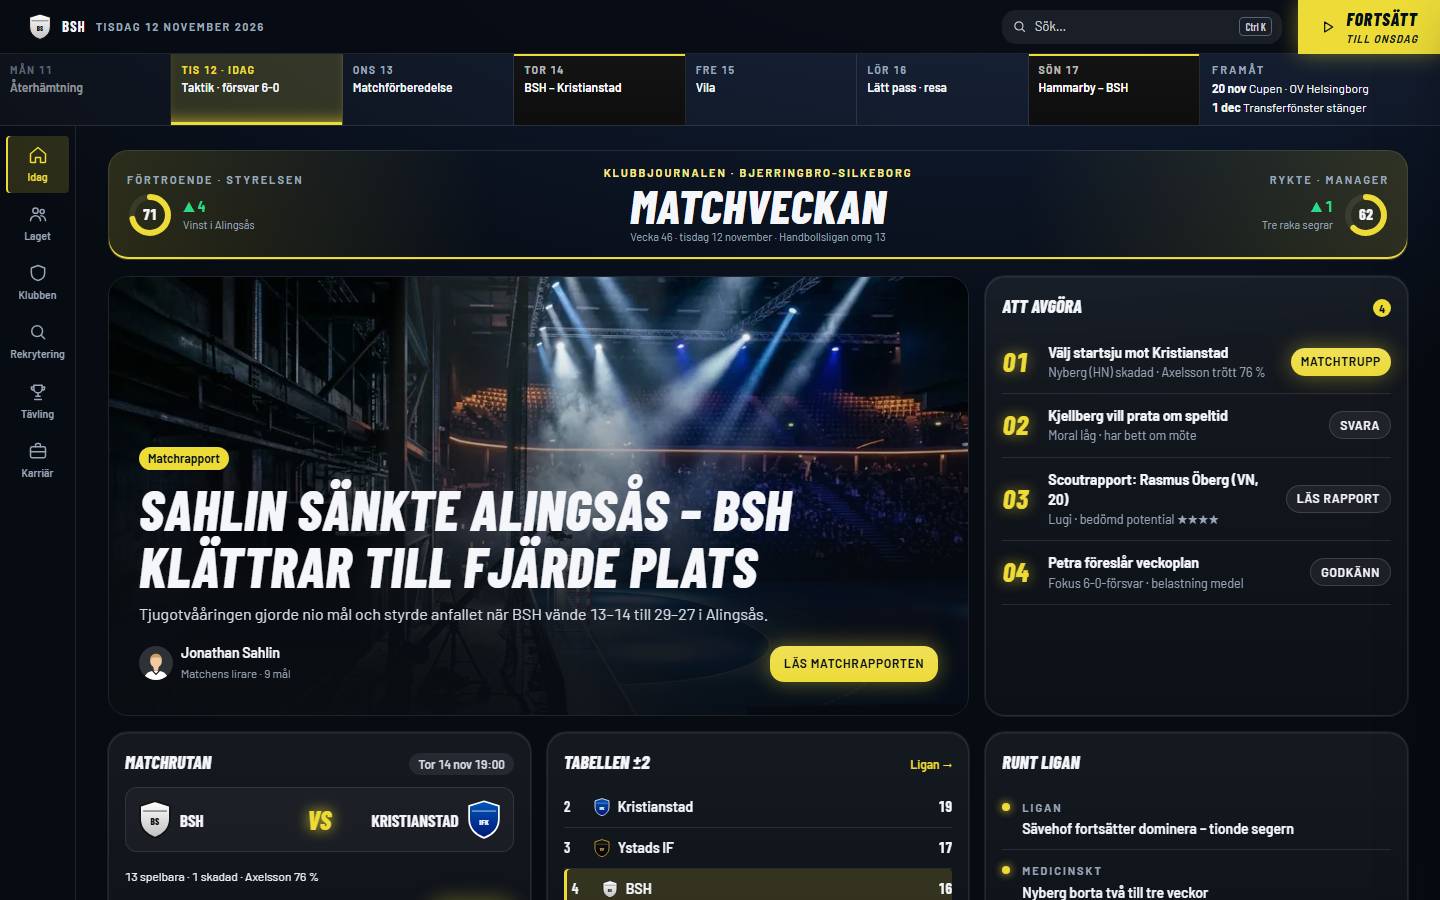 BS BSH TISDAG 12 NOVEMBER 2026
Sök... Ctrl K
FORTSÄTT
TILL ONSDAG
MÅN 11
Återhämtning
TIS 12 · IDAG
Taktik · försvar 6-0
ONS 13
Matchförberedelse
TOR 14
BSH – Kristianstad
FRE 15
Vila
LÖR 16
Lätt pass · resa
SÖN 17
Hammarby – BSH
FRAMÅT
20 nov Cupen · OV Helsingborg
1 dec Transferfönster stänger
Idag
Laget
Klubben
Rekrytering
Tävling
Karriär
FÖRTROENDE · STYRELSEN
71
▲4
Vinst i Alingsås
KLUBBJOURNALEN · BJERRINGBRO-SILKEBORG
MATCHVECKAN
Vecka 46 · tisdag 12 november · Handbollsligan omg 13
RYKTE · MANAGER
▲1
Tre raka segrar
62
Matchrapport
SAHLIN SÄNKTE ALINGSÅS – BSH
KLÄTTRAR TILL FJÄRDE PLATS
Tjugotvååringen gjorde nio mål och styrde anfallet när BSH vände 13–14 till 29–27 i Alingsås.
Jonathan Sahlin
Matchens lirare · 9 mål
LÄS MATCHRAPPORTEN
ATT AVGÖRA
4
01
Välj startsju mot Kristianstad
Nyberg (HN) skadad · Axelsson trött 76 %
MATCHTRUPP
02
Kjellberg vill prata om speltid
Moral låg · har bett om möte
SVARA
03
Scoutrapport: Rasmus Öberg (VN,
20)
Lugi · bedömd potential ★★★★
LÄS RAPPORT
04
Petra föreslår veckoplan
Fokus 6-0-försvar · belastning medel
GODKÄNN
MATCHRUTAN
Tor 14 nov 19:00
BS BSH VS KRISTIANSTAD IFK
13 spelbara · 1 skadad · Axelsson 76 %
TABELLEN ±2
Ligan →
2 Kristianstad 19
3 Ystads IF 17
4 BSH 16
RUNT LIGAN
LIGAN
Sävehof fortsätter dominera – tionde segern
MEDICINSKT
Nyberg borta två till tre veckor